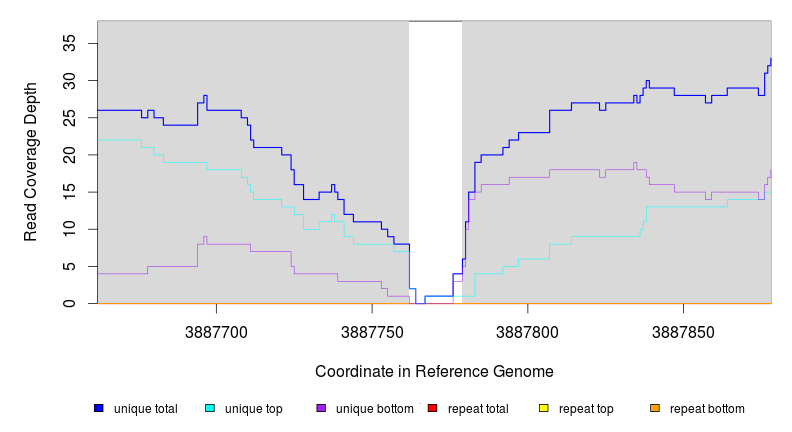 Read Coverage Depth
35
30
25
20
15
10
5
0
3887700 3887750 3887800 3887850
Coordinate in Reference Genome
unique total unique top unique bottom repeat total repeat top repeat bottom